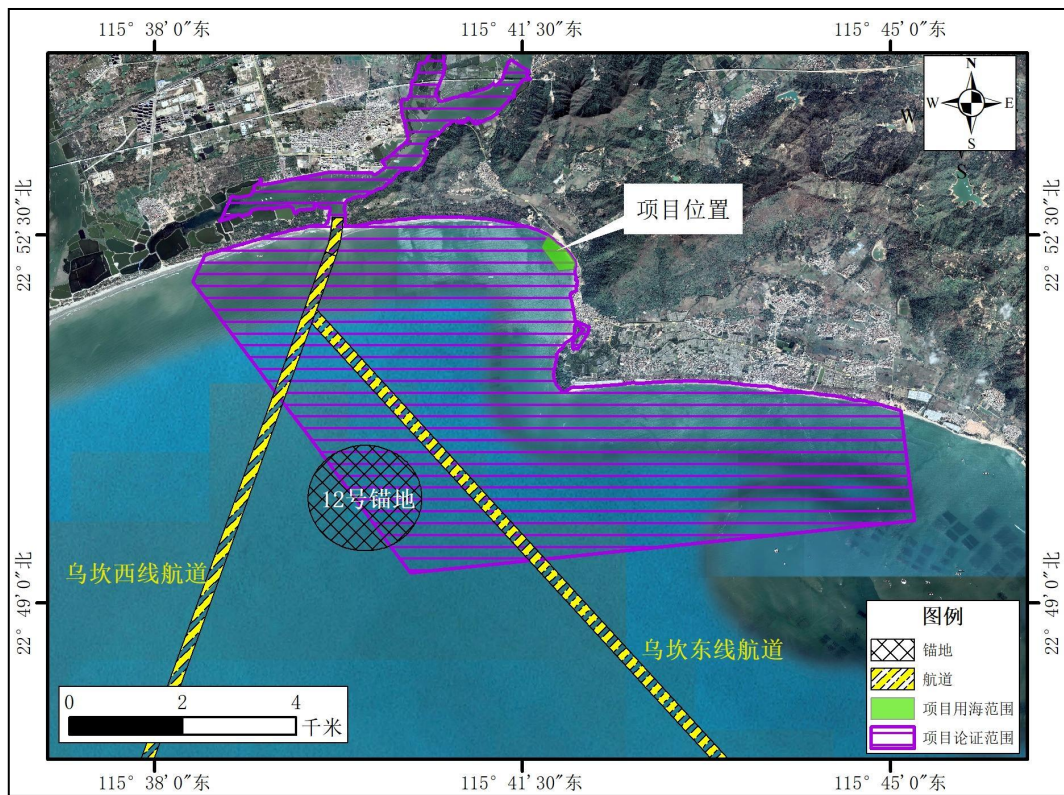 115° 38′0″东
115° 41′30″东
115° 45′0″东
N
W
E
S
W
S
项目位置
22° 52′30″北
22° 52′30″北
12号锚地
乌坎西线航道
22° 49′0″北
22° 49′0″北
乌坎东线航道
图例
锚地
航道
项目用海范围
项目论证范围
0 2 4
千米
115° 38′0″东
115° 41′30″东
115° 45′0″东